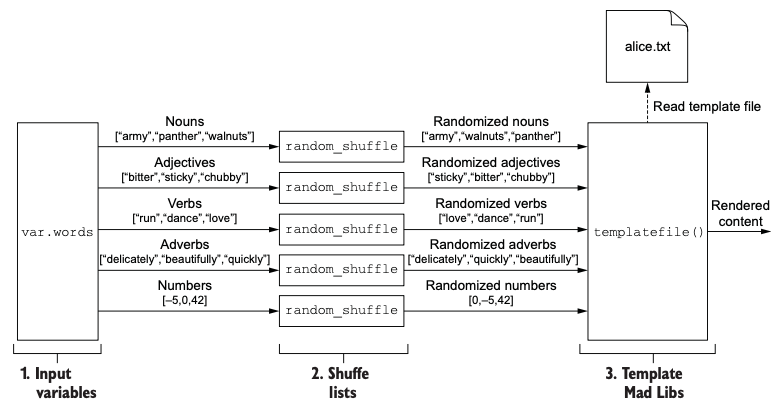 alice.txt
Read template file
Nouns
[“army”,“panther”,“walnuts”]
random_shuffle
Randomized nouns
[“army”,“walnuts”,“panther”]
Adjectives
[“bitter”,“sticky”,“chubby”]
random_shuffle
Randomized adjectives
[“sticky”,“bitter”,“chubby”]
Verbs
[“run”,“dance”,“love”]
random_shuffle
Randomized verbs
[“love”,“dance”,“run”]
var.words
templatefile()
Rendered
content
Adverbs
[“delicately”,“beautifully”,“quickly”]
random_shuffle
Randomized adverbs
[“delicately”,“quickly”,“beautifully”]
Numbers
[–5,0,42]
random_shuffle
Randomized numbers
[0,–5,42]
1. Input
variables
2. Shuffe
lists
3. Template
Mad Libs